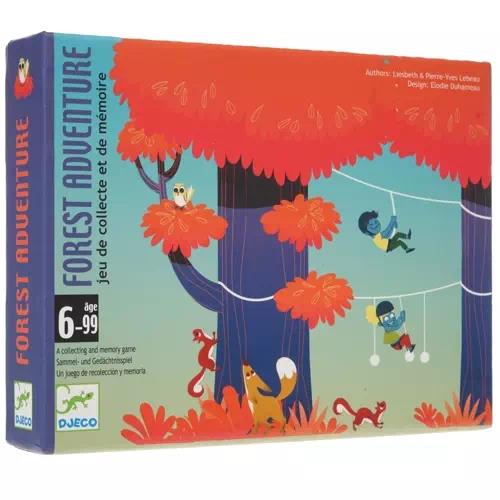 FOREST ADVENTURE
DJECO
FOREST ADVENTURE
jeu de collecte et de mémoire
âge
6-99
A collecting and memory game
Sammel- und Gedächtnisspiel
Un juego de recolección y memoria
DJECO
Authors: Liesbeth & Pierre-Yves Lebeau
Design: Elodie Duhameau